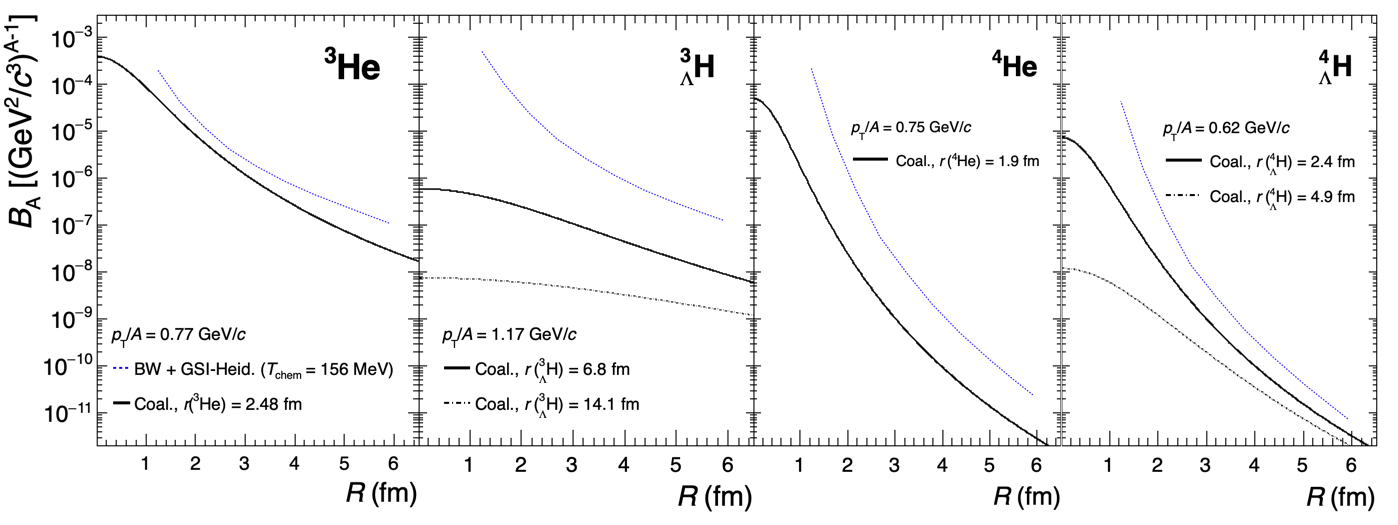 B_A [(GeV²/c³)^A-1]
10⁻³
10⁻⁴
10⁻⁵
10⁻⁶
10⁻⁷
10⁻⁸
10⁻⁹
10⁻¹⁰
10⁻¹¹
³He
p_T/A = 0.77 GeV/c
BW + GSI-Heid. (T_chem = 156 MeV)
Coal., r(³He) = 2.48 fm
1 2 3 4 5 6
R (fm)
³_ΛH
p_T/A = 1.17 GeV/c
Coal., r(³_ΛH) = 6.8 fm
Coal., r(³_ΛH) = 14.1 fm
1 2 3 4 5 6
R (fm)
⁴He
p_T/A = 0.75 GeV/c
Coal., r(⁴He) = 1.9 fm
1 2 3 4 5 6
R (fm)
⁴_ΛH
p_T/A = 0.62 GeV/c
Coal., r(⁴_ΛH) = 2.4 fm
Coal., r(⁴_ΛH) = 4.9 fm
1 2 3 4 5 6
R (fm)